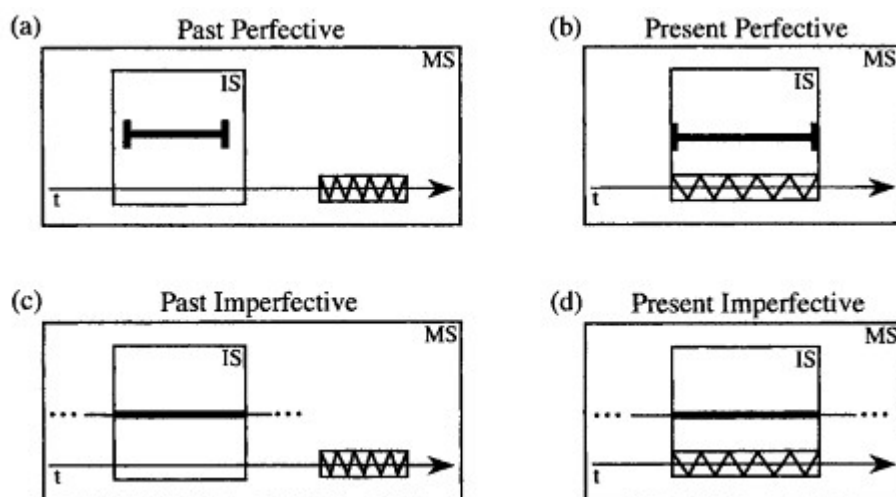 (a) Past Perfective
MS
IS
t
(b) Present Perfective
MS
IS
t
(c) Past Imperfective
MS
IS
... ...
t
(d) Present Imperfective
MS
IS
... ...
t